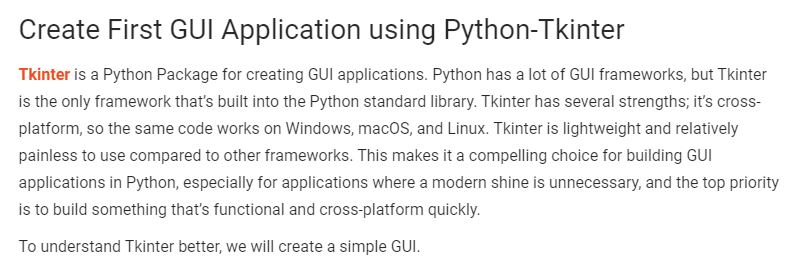 Create First GUI Application using Python-Tkinter
Tkinter is a Python Package for creating GUI applications. Python has a lot of GUI frameworks, but Tkinter
is the only framework that’s built into the Python standard library. Tkinter has several strengths; it’s cross-
platform, so the same code works on Windows, macOS, and Linux. Tkinter is lightweight and relatively
painless to use compared to other frameworks. This makes it a compelling choice for building GUI
applications in Python, especially for applications where a modern shine is unnecessary, and the top priority
is to build something that’s functional and cross-platform quickly.
To understand Tkinter better, we will create a simple GUI.